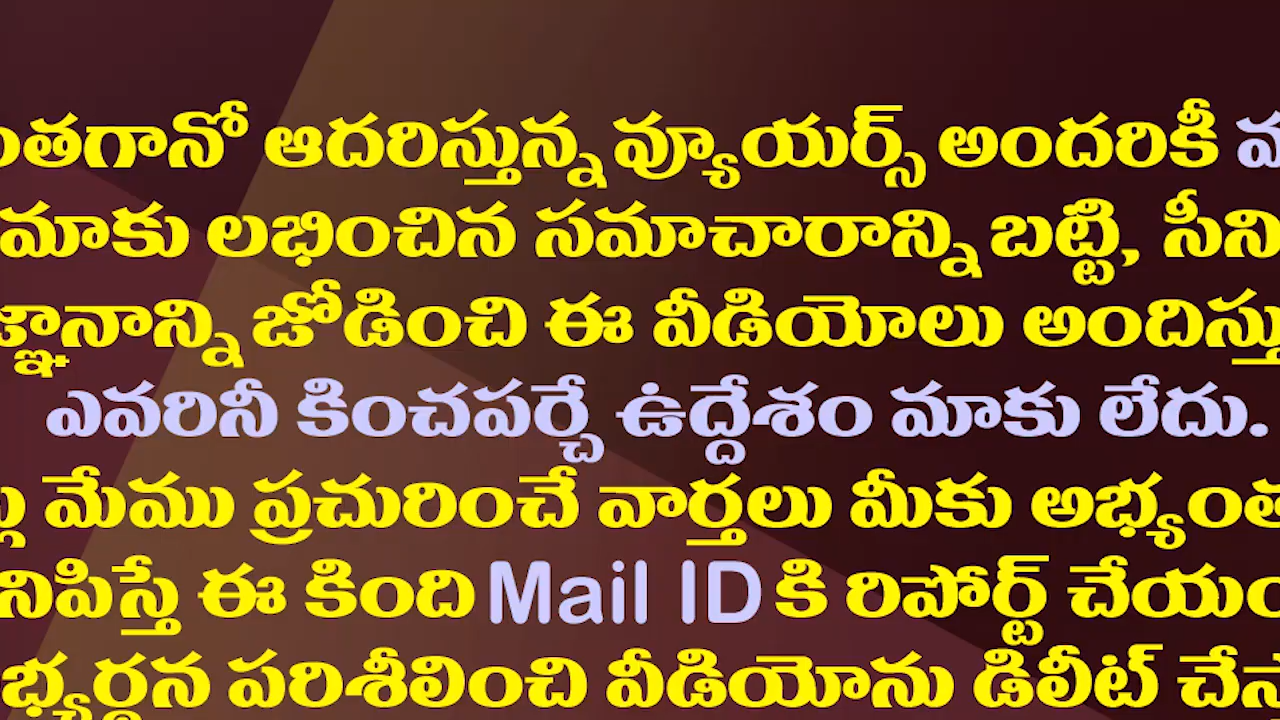 ఆదరిస్తున్న వ్యూయర్స్ అందరికీ
మాకు లభించిన సమాచారాన్ని బట్టి,
జోడించి ఈ వీడియోలు
ఎవరినీ కించపర్చే ఉద్దేశం మాకు లేదు.
మేము ప్రచురించే వార్తలు మీకు
ఈ కింది Mail ID కి రిపోర్ట్
పరిశీలించి వీడియోను డిలీట్